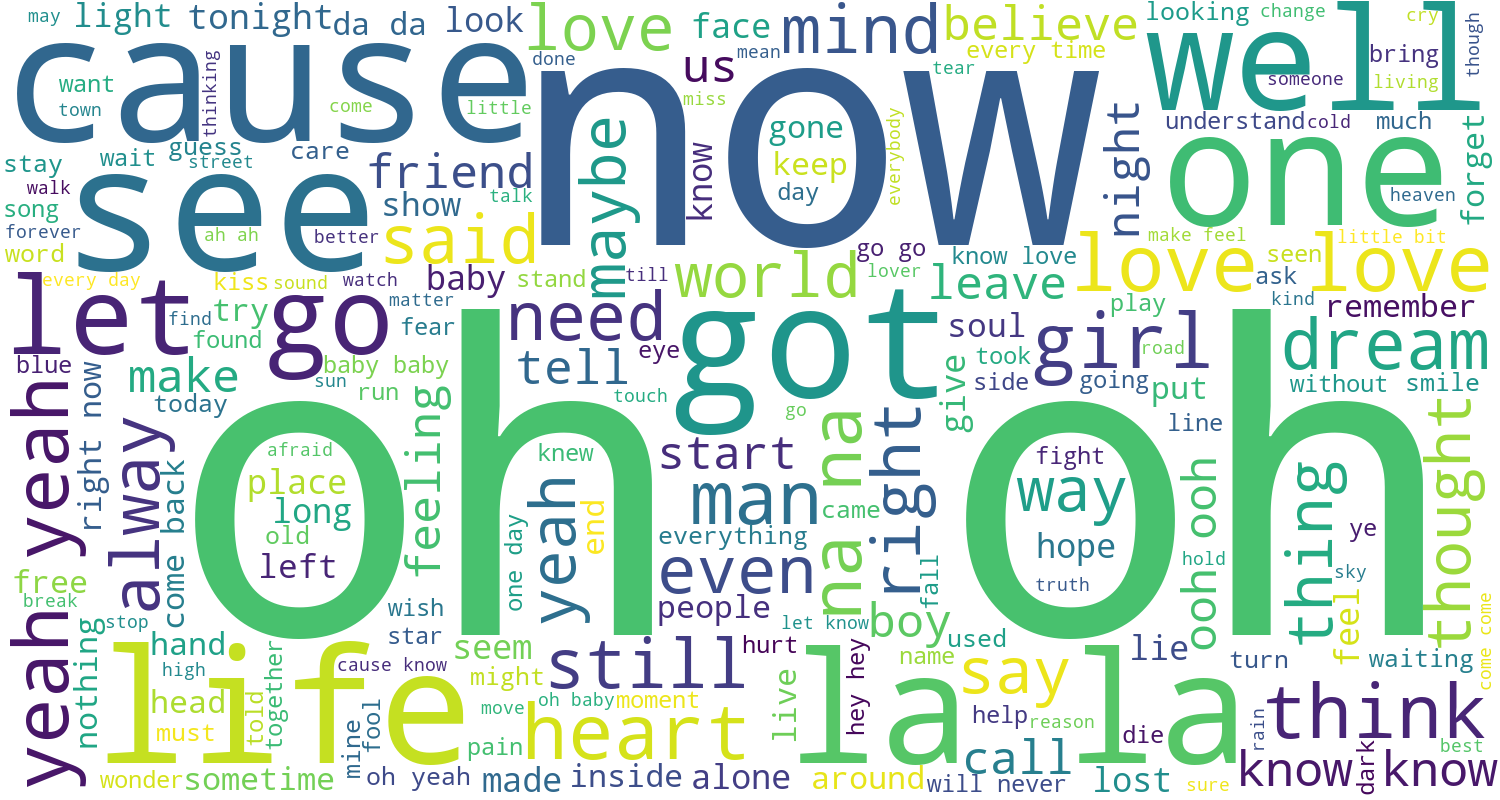 may
light
tonight
da da
look
love
face
mind
believe
looking
change
cry
though
cause
now
well
want
town
thinking
come
little
done
us
mean
miss
every time
tear
bring
someone
living
guess
street
care
stay
wait
walk
song
forever
word
see
ah ah
better
friend
show
talk
said
maybe
know
gone
keep
day
everybody
night
understand
cold
much
one
heaven
forget
make feel
little bit
every day
kiss
sound
watch
baby
stand
till
world
go go
lover
know love
leave
love
seen
ask
love
kind
remember
let
go
find
try
found
matter
fear
need
eye
tell
touch
got
go
soul
took
side
play
girl
road
going
put
dream
without
smile
blue
make
today
baby baby
sun
run
give
line
yeah yeah
right now
alway
come back
oh oh
feeling
afraid
place
long
old
left
knew
yeah
one day
end
start
man
everything
even
people
na na
came
right
fall
fight
way
hope
truth
hold
ooh ooh
thing
ye
sky
feel
thought
come come
free
break
nothing
stop
hand
high
head
must
told
together
wonder
sometime
life
wish
star
cause know
mine
fool
oh yeah
seem
might
move
pain
made
oh baby
moment
still
heart
inside
hurt
let know
alone
live
hey hey
la la
boy
used
name
say
help
reason
around
will never
call
lie
die
lost
sure
turn
waiting
rain
think
know know
dark
best